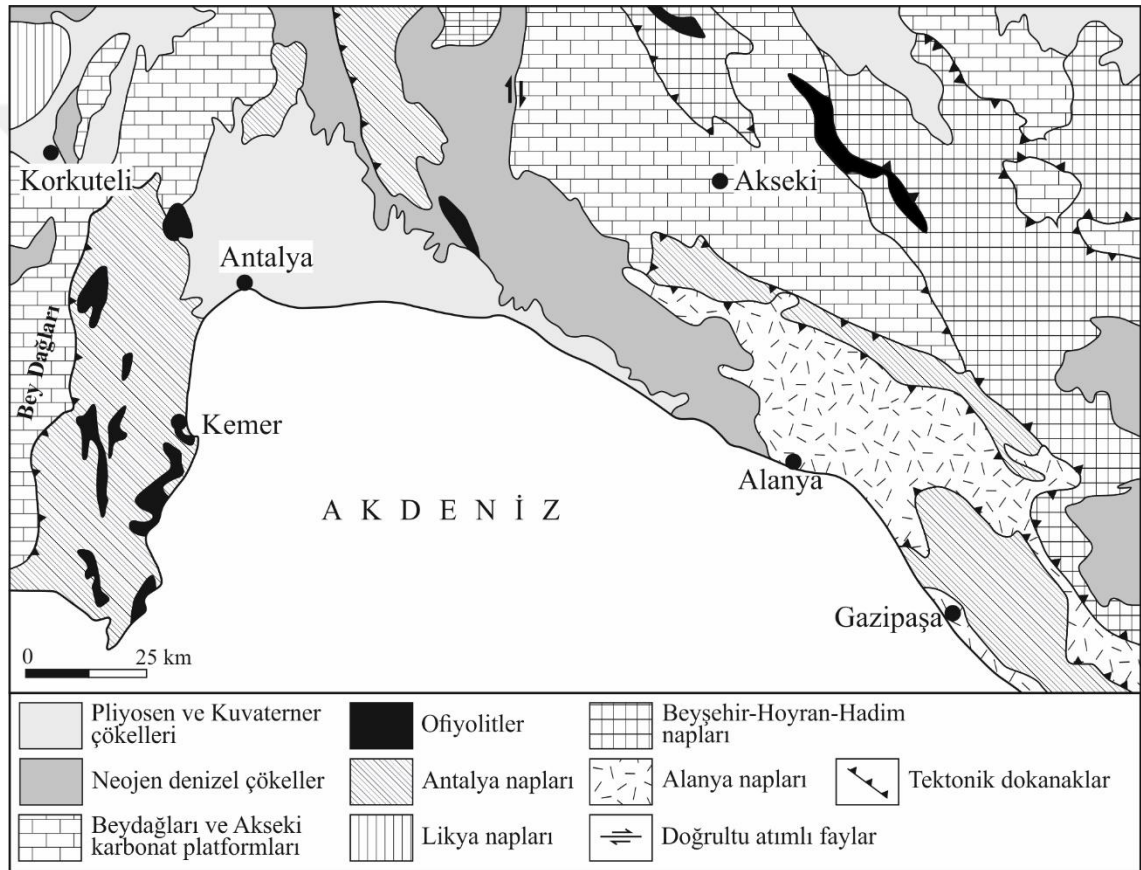 Korkuteli
Akseki
Antalya
Bey Dağları
Kemer
AKDENİZ
Alanya
Gazipaşa
0 25 km
Pliyosen ve Kuvaterner
çökelleri
Neojen denizel çökeller
Beydağları ve Akseki
karbonat platformları
Ofiyolitler
Antalya napları
Likya napları
Beyşehir-Hoyran-Hadim
napları
Alanya napları
Doğrultu atımlı faylar
Tektonik dokanaklar